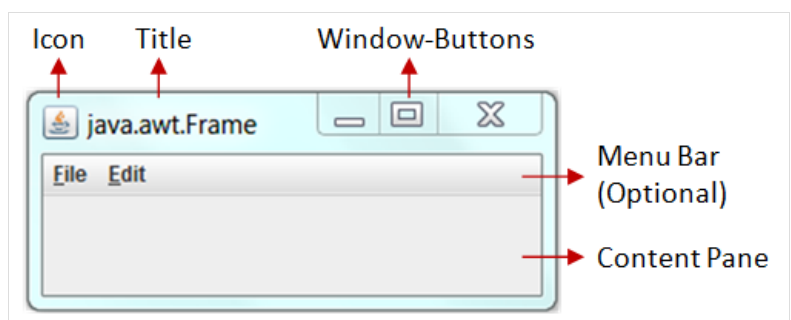 Icon Title Window-Buttons
java.awt.Frame
File Edit
Menu Bar
(Optional)
Content Pane